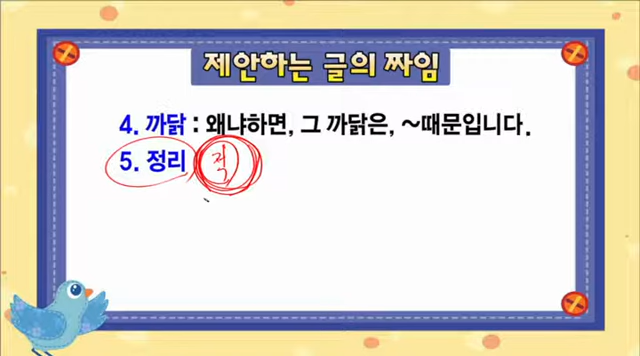 제안하는 글의 짜임
4. 까닭 : 왜냐하면, 그 까닭은, ~때문입니다.
5. 정리